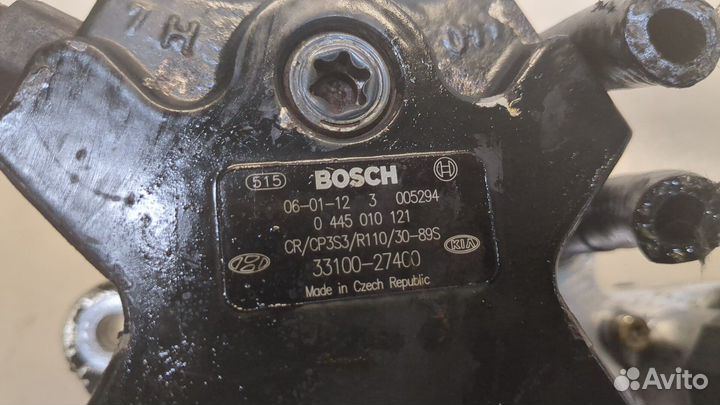 7 H
515 BOSCH H
06-01-12 3 005294
0 445 010 121
CR/CP3S3/R110/30-89S
KIA
33100-27400
Made in Czech Republic
Avito